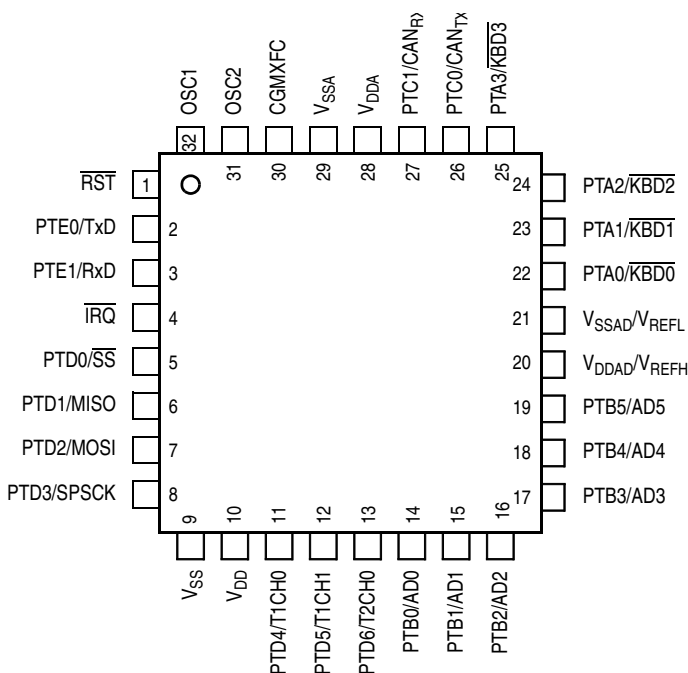 OSC1
OSC2
CGMXFC
VSSA
VDDA
PTC1/CANR
PTC0/CANTX
PTA3/KBD3
32
31
30
29
28
27
26
25
RST 1
PTE0/TxD 2
PTE1/RxD 3
IRQ 4
PTD0/SS 5
PTD1/MISO 6
PTD2/MOSI 7
PTD3/SPSCK 8
24 PTA2/KBD2
23 PTA1/KBD1
22 PTA0/KBD0
21 VSSAD/VREFL
20 VDDAD/VREFH
19 PTB5/AD5
18 PTB4/AD4
17 PTB3/AD3
9
10
11
12
13
14
15
16
VSS
VDD
PTD4/T1CH0
PTD5/T1CH1
PTD6/T2CH0
PTB0/AD0
PTB1/AD1
PTB2/AD2